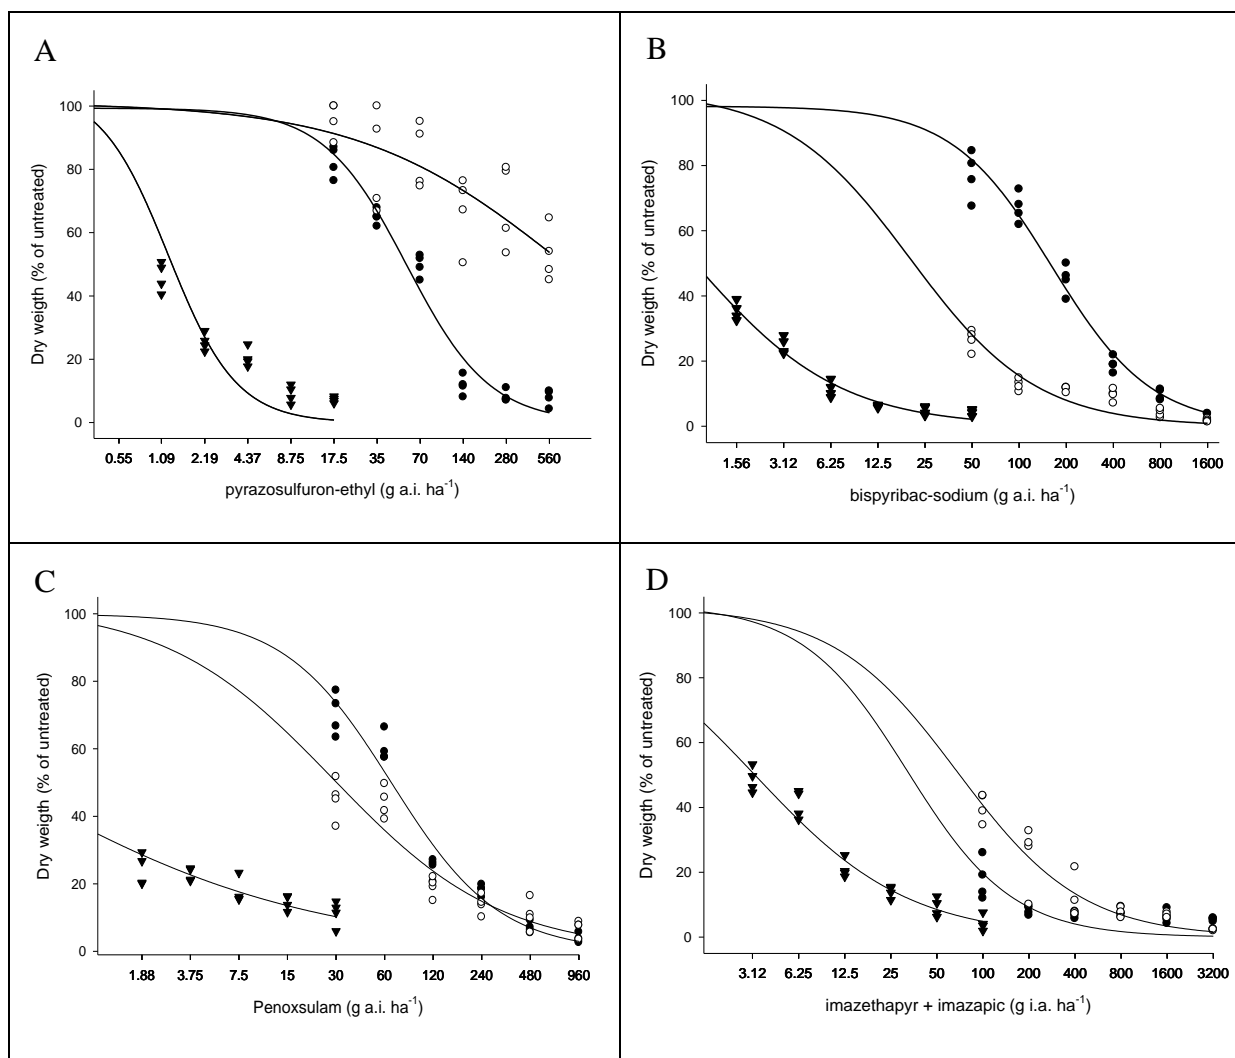 A
100
80
60
40
20
0
Dry weigth (% of untreated)
0.55 1.09 2.19 4.37 8.75 17.5 35 70 140 280 560
pyrazosulfuron-ethyl (g a.i. ha⁻¹)
B
100
80
60
40
20
0
Dry weigth (% of untreated)
1.56 3.12 6.25 12.5 25 50 100 200 400 800 1600
bispyribac-sodium (g a.i. ha⁻¹)
C
100
80
60
40
20
0
Dry weigth (% of untreated)
1.88 3.75 7.5 15 30 60 120 240 480 960
Penoxsulam (g a.i. ha⁻¹)
D
100
80
60
40
20
0
Dry weigth (% of untreated)
3.12 6.25 12.5 25 50 100 200 400 800 1600 3200
imazethapyr + imazapic (g i.a. ha⁻¹)